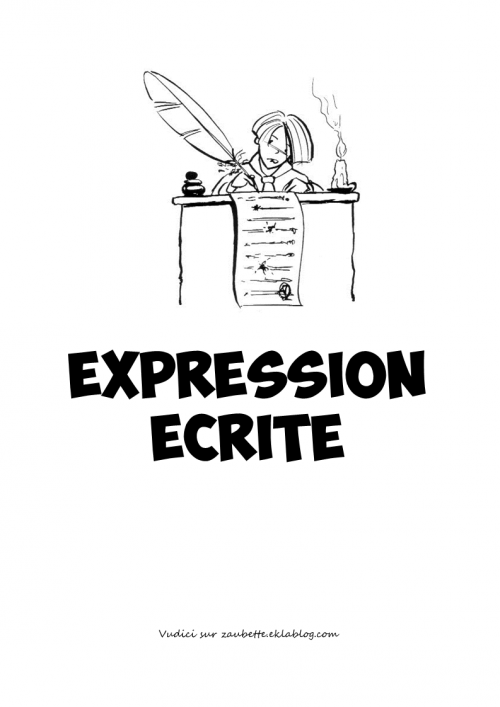 EXPRESSION
ECRITE
Vudici sur zaubette.eklablog.com